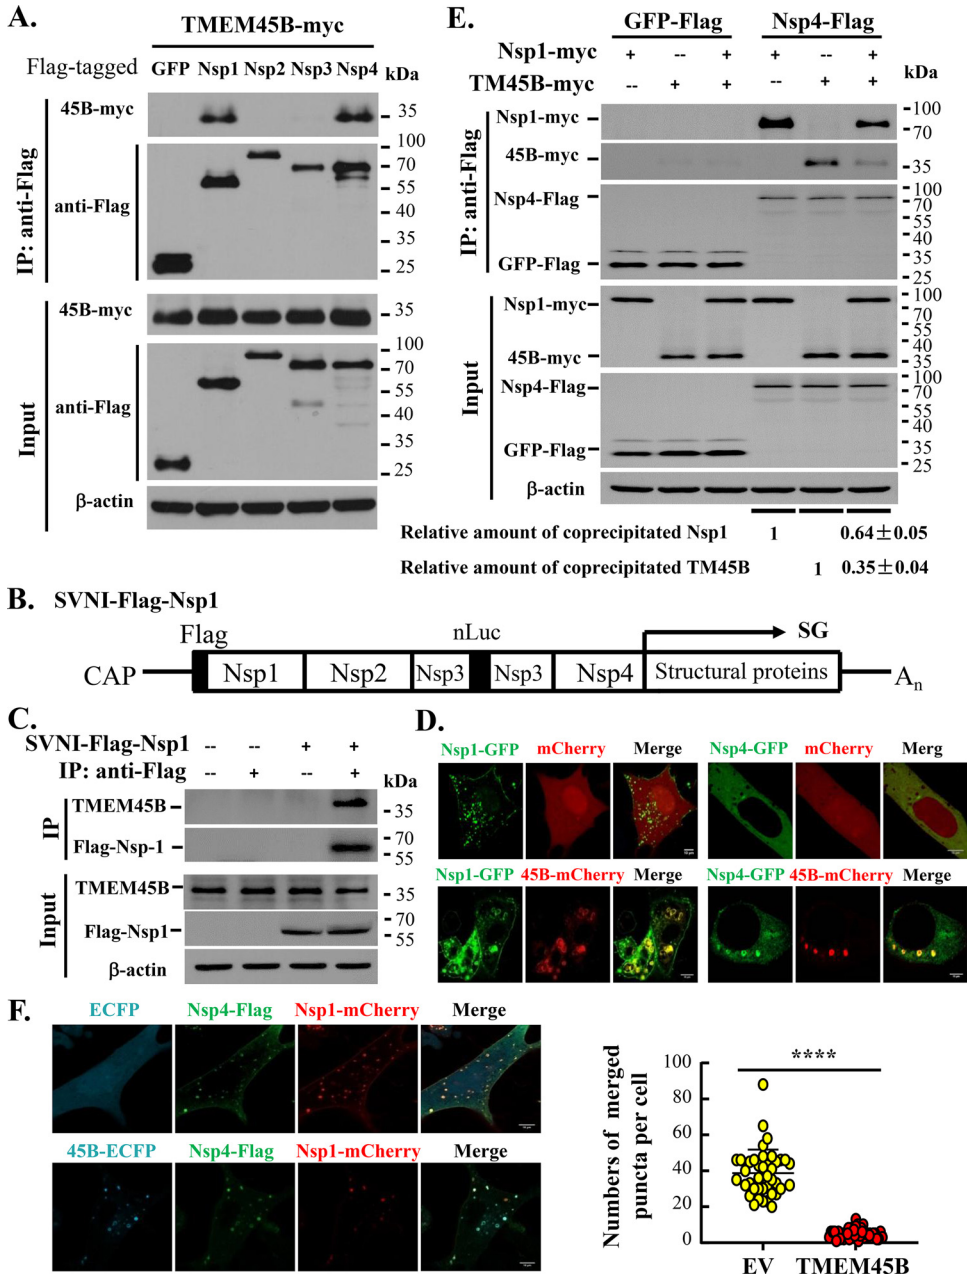 A.
TMEM45B-myc
Flag-tagged GFP Nsp1 Nsp2 Nsp3 Nsp4 kDa
IP: anti-Flag
45B-myc
35
anti-Flag
100
70
55
40
35
25
Input
45B-myc
35
anti-Flag
100
70
55
40
35
25
β-actin
E.
GFP-Flag Nsp4-Flag
Nsp1-myc + -- + + -- +
TM45B-myc -- + + -- + +
kDa
IP: anti-Flag
Nsp1-myc
100
70
45B-myc
35
Nsp4-Flag
GFP-Flag
100
70
55
40
35
25
Input
Nsp1-myc
45B-myc
100
70
55
40
35
Nsp4-Flag
GFP-Flag
100
70
55
40
35
25
β-actin
Relative amount of coprecipitated Nsp1 1 0.64±0.05
Relative amount of coprecipitated TM45B 1 0.35±0.04
B. SVNI-Flag-Nsp1
Flag nLuc SG
CAP Nsp1 Nsp2 Nsp3 Nsp3 Nsp4 Structural proteins An
C.
SVNI-Flag-Nsp1 -- -- + +
IP: anti-Flag -- + -- +
kDa
IP
TMEM45B
35
Flag-Nsp-1
70
55
Input
TMEM45B
35
Flag-Nsp1
70
55
β-actin
D.
Nsp1-GFP mCherry Merge Nsp4-GFP mCherry Merg
Nsp1-GFP 45B-mCherry Merge Nsp4-GFP 45B-mCherry Merge
F.
ECFP Nsp4-Flag Nsp1-mCherry Merge
45B-ECFP Nsp4-Flag Nsp1-mCherry Merge
Numbers of merged
puncta per cell
100
80
60
40
20
0
****
EV TMEM45B